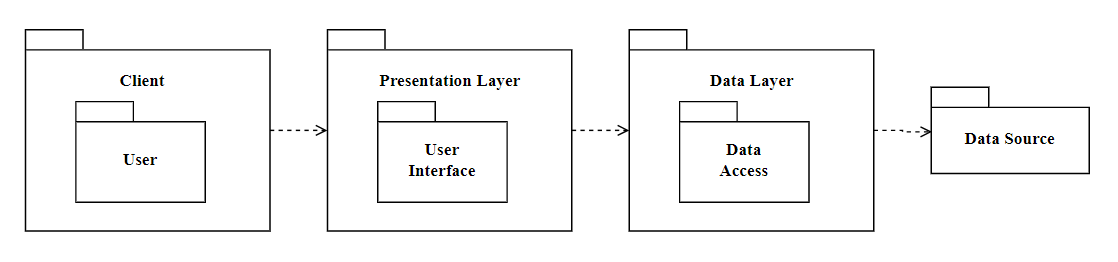 Client
User
Presentation Layer
User
Interface
Data Layer
Data
Access
Data Source